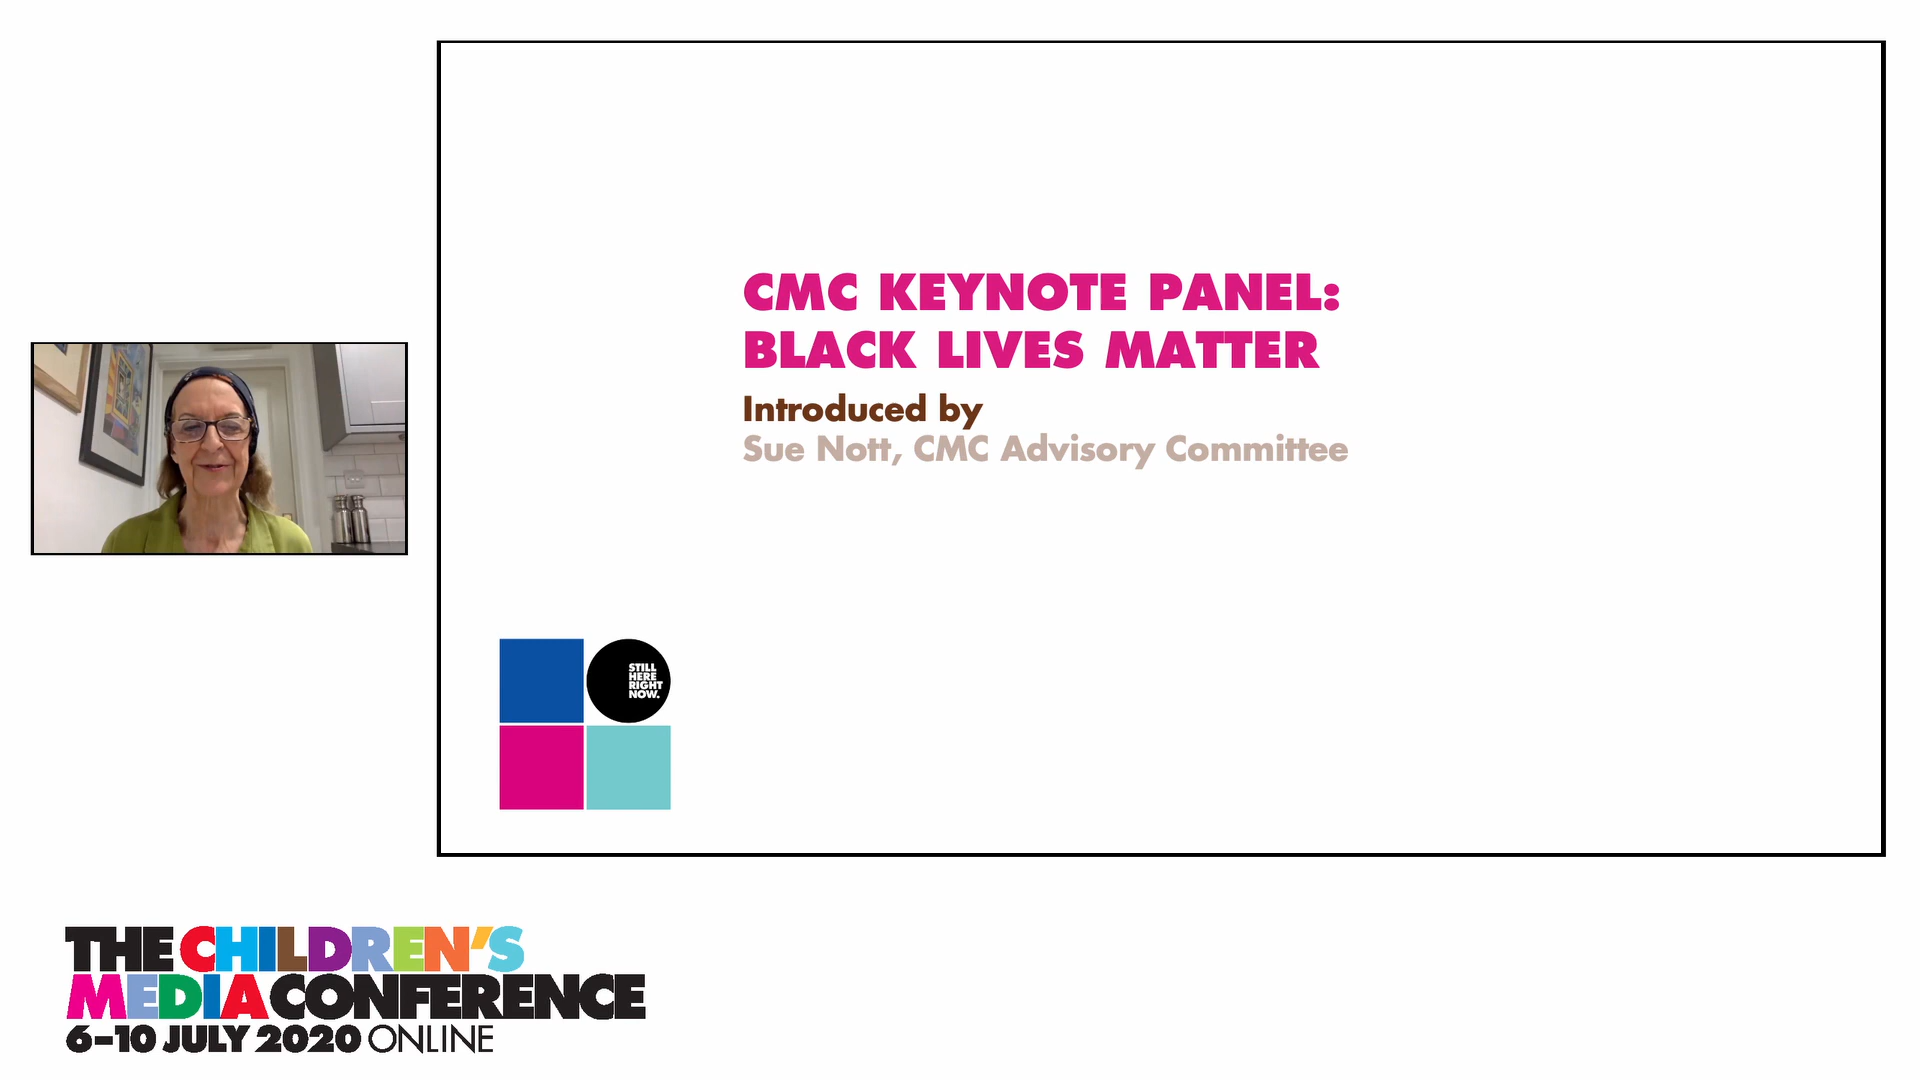 CMC KEYNOTE PANEL:
BLACK LIVES MATTER
Introduced by
Sue Nott, CMC Advisory Committee
STILL
HERE
RIGHT
NOW.
THE CHILDREN'S
MEDIA CONFERENCE
6–10 JULY 2020 ONLINE